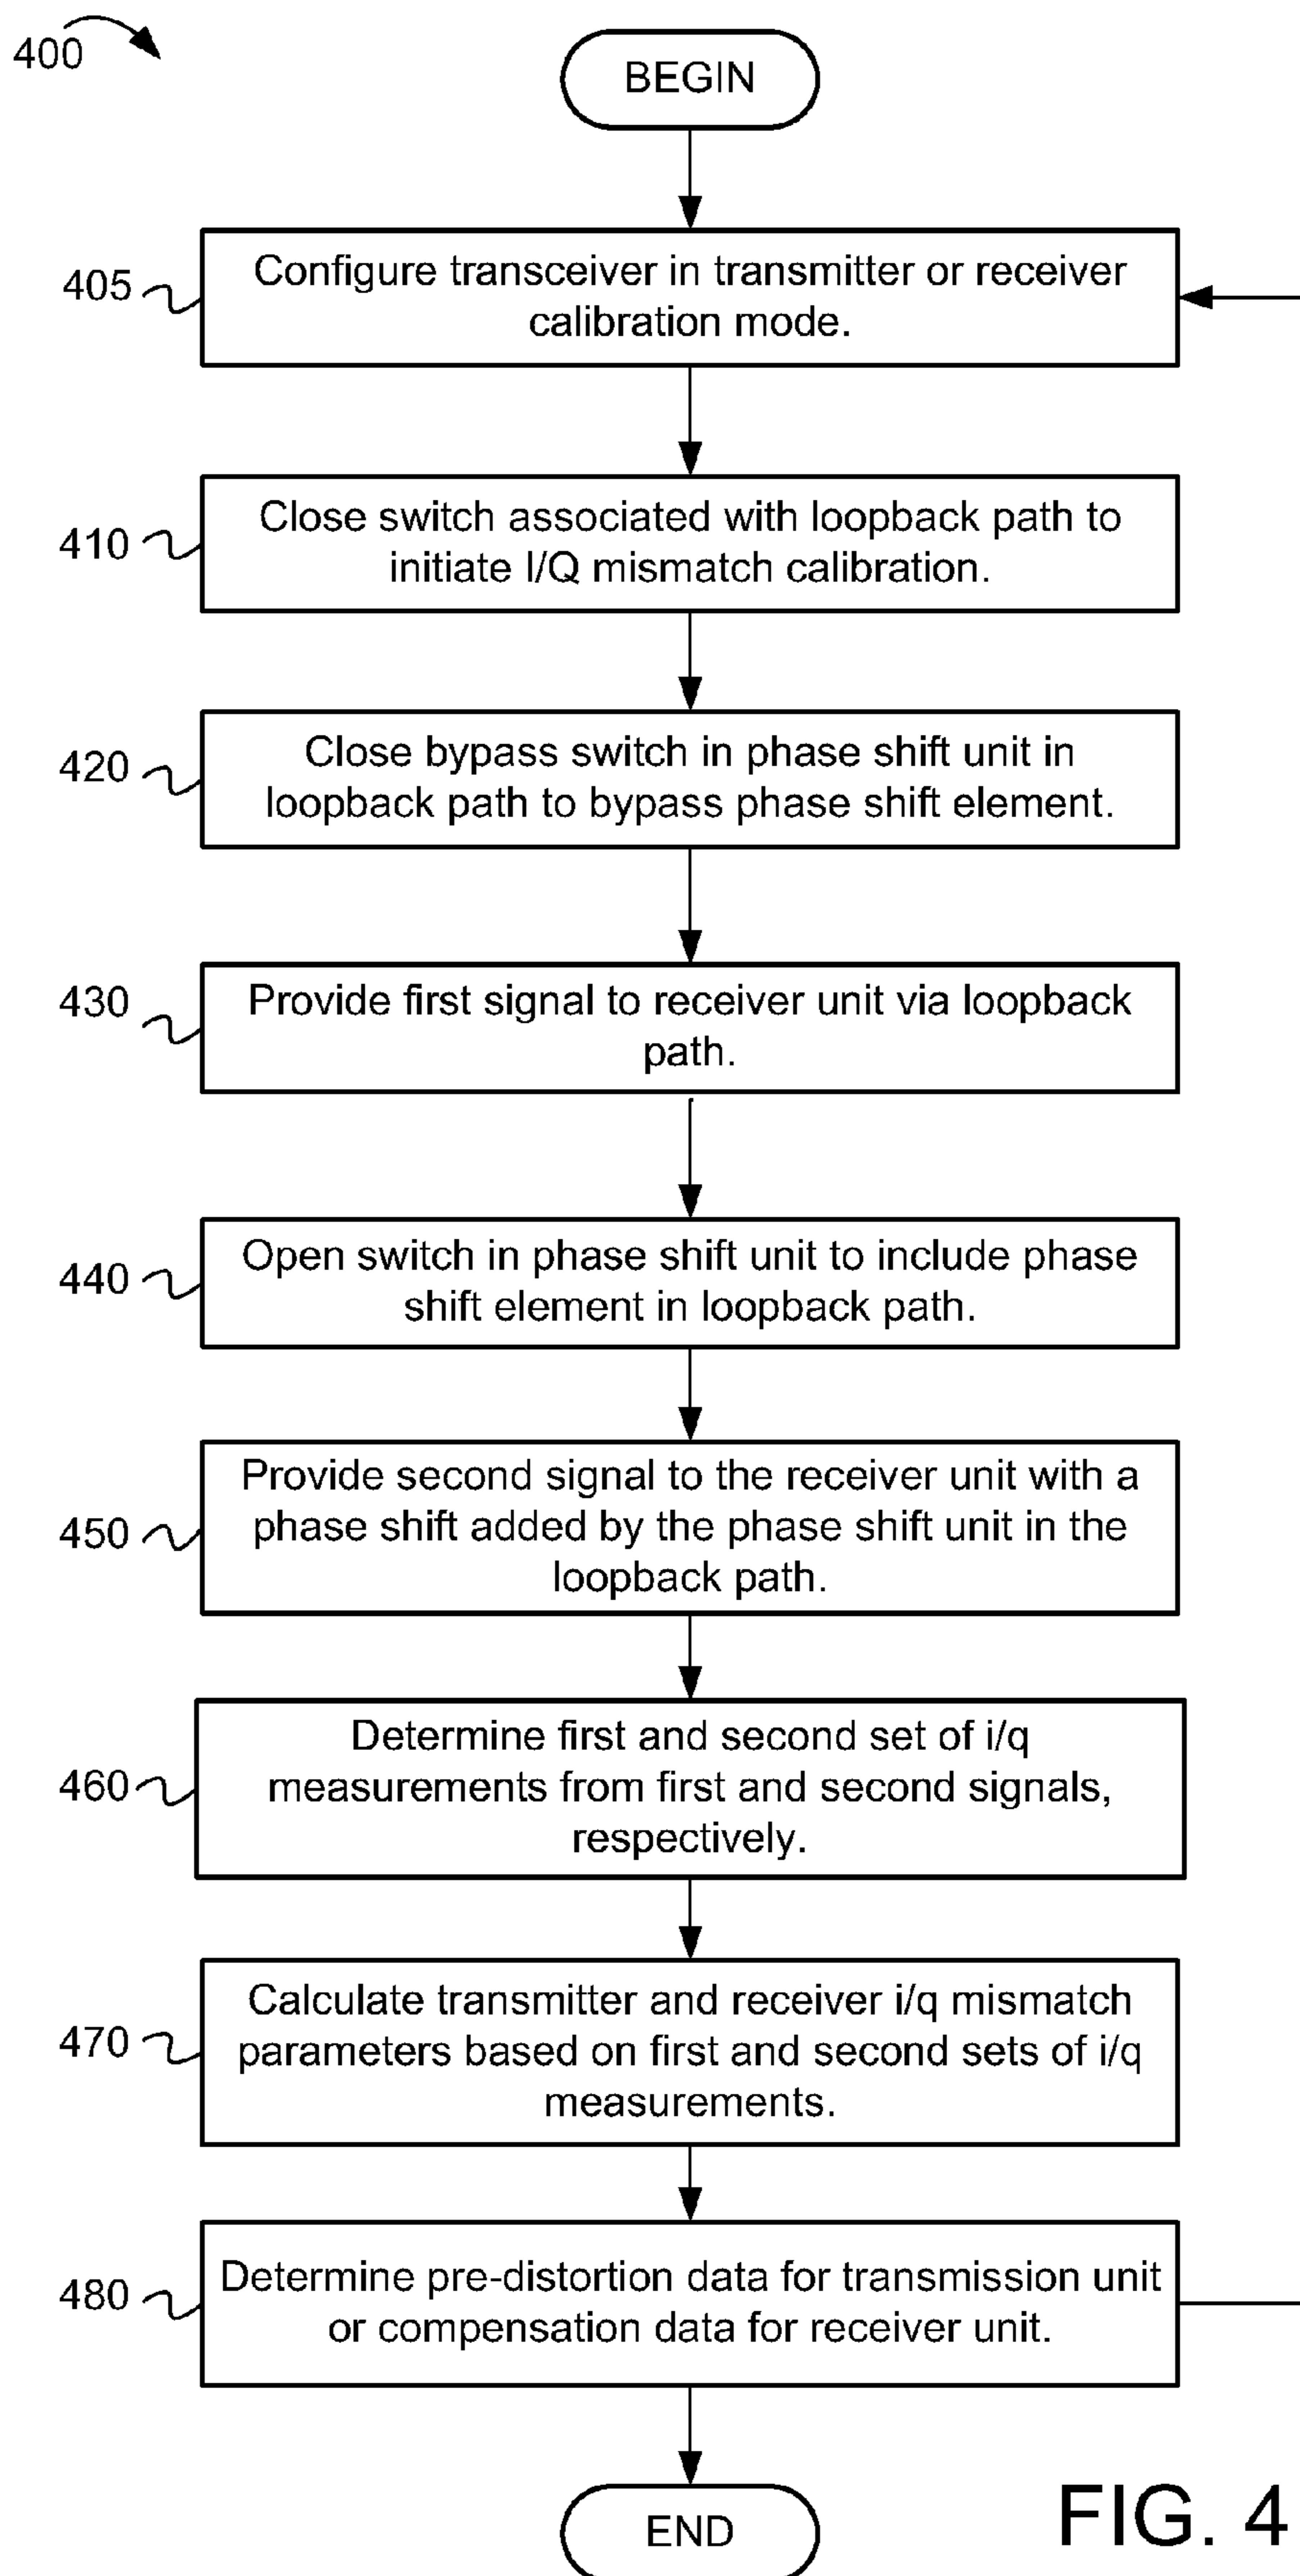 400
BEGIN
405
Configure transceiver in transmitter or receiver
calibration mode.
410
Close switch associated with loopback path to
initiate I/Q mismatch calibration.
420
Close bypass switch in phase shift unit in
loopback path to bypass phase shift element.
430
Provide first signal to receiver unit via loopback
path.
440
Open switch in phase shift unit to include phase
shift element in loopback path.
450
Provide second signal to the receiver unit with a
phase shift added by the phase shift unit in the
loopback path.
460
Determine first and second set of i/q
measurements from first and second signals,
respectively.
470
Calculate transmitter and receiver i/q mismatch
parameters based on first and second sets of i/q
measurements.
480
Determine pre-distortion data for transmission unit
or compensation data for receiver unit.
END
FIG. 4